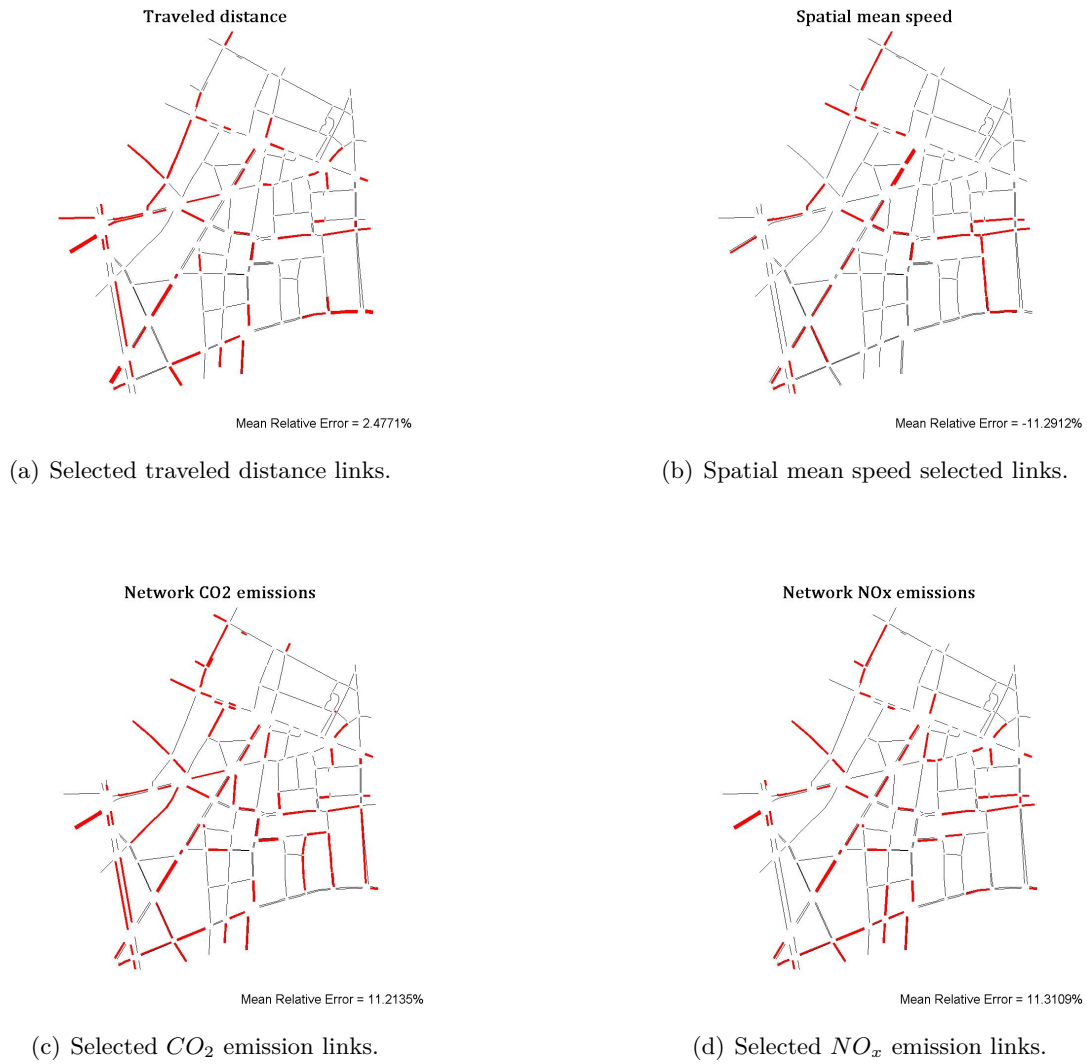 Traveled distance
Spatial mean speed
Mean Relative Error = 2.4771%
Mean Relative Error = -11.2912%
(a) Selected traveled distance links.
(b) Spatial mean speed selected links.
Network CO2 emissions
Network NOx emissions
Mean Relative Error = 11.2135%
Mean Relative Error = 11.3109%
(c) Selected CO₂ emission links.
(d) Selected NOₓ emission links.